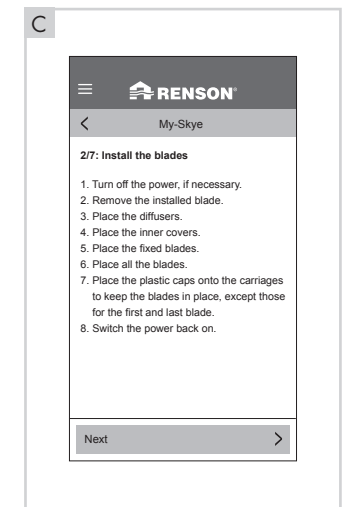 C
RENSON®
My-Skye
2/7: Install the blades
1. Turn off the power, if necessary.
2. Remove the installed blade.
3. Place the diffusers.
4. Place the inner covers.
5. Place the fixed blades.
6. Place all the blades.
7. Place the plastic caps onto the carriages
to keep the blades in place, except those
for the first and last blade.
8. Switch the power back on.
Next